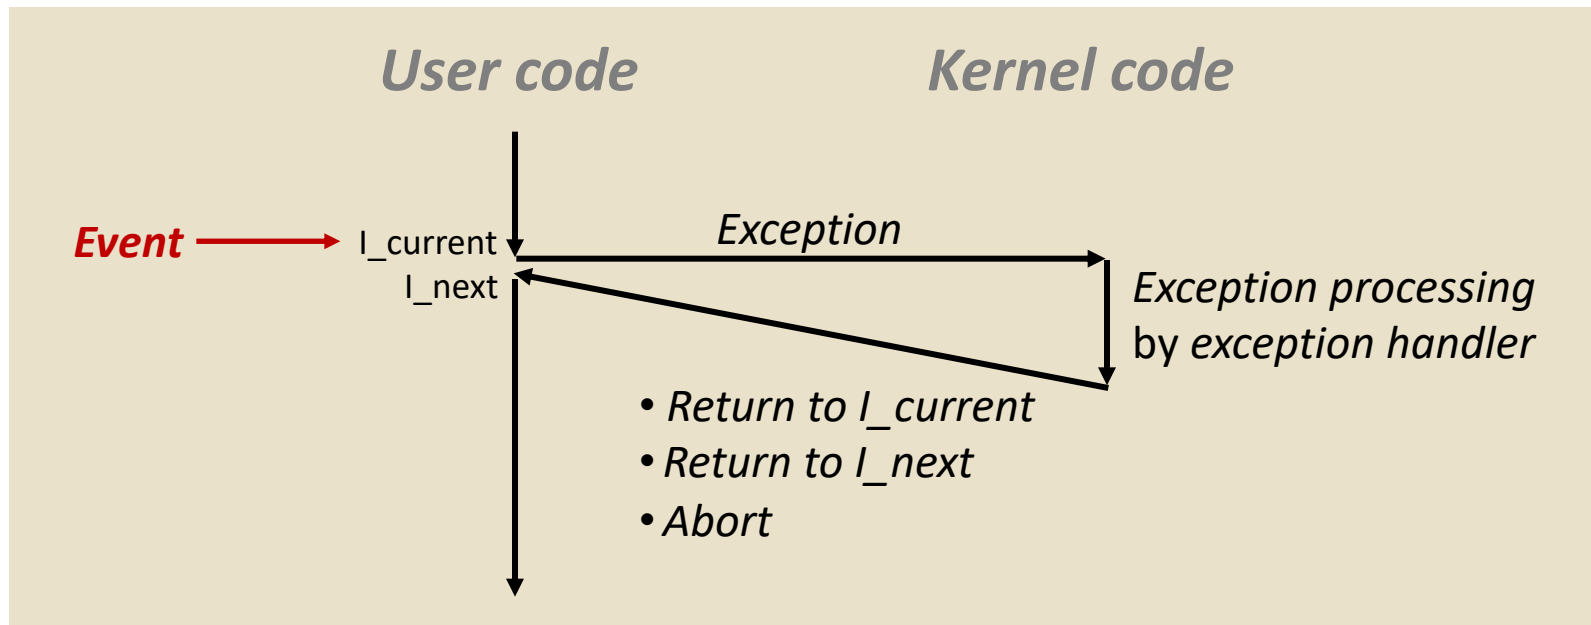 User code
Kernel code
Event
I_current
Exception
I_next
Exception processing
by exception handler
• Return to I_current
• Return to I_next
• Abort